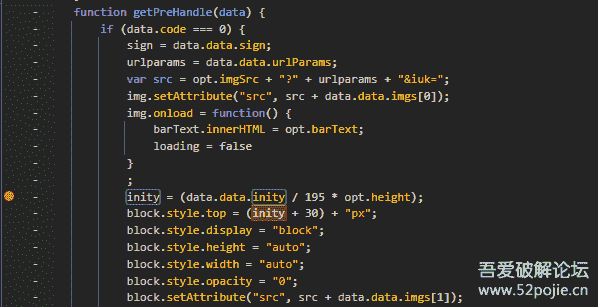 function getPreHandle(data) {
if (data.code === 0) {
sign = data.data.sign;
urlparams = data.data.urlParams;
var src = opt.imgSrc + "?" + urlparams + "&iuk=";
img.setAttribute("src", src + data.data.imgs[0]);
img.onload = function() {
barText.innerHTML = opt.barText;
loading = false
}
;
inity = (data.data.inity / 195 * opt.height);
block.style.top = (inity + 30) + "px";
block.style.display = "block";
block.style.height = "auto";
block.style.width = "auto";
block.style.opacity = "0";
block.setAttribute("src", src + data.data.imgs[1]);
吾爱破解论坛
www.52pojie.cn